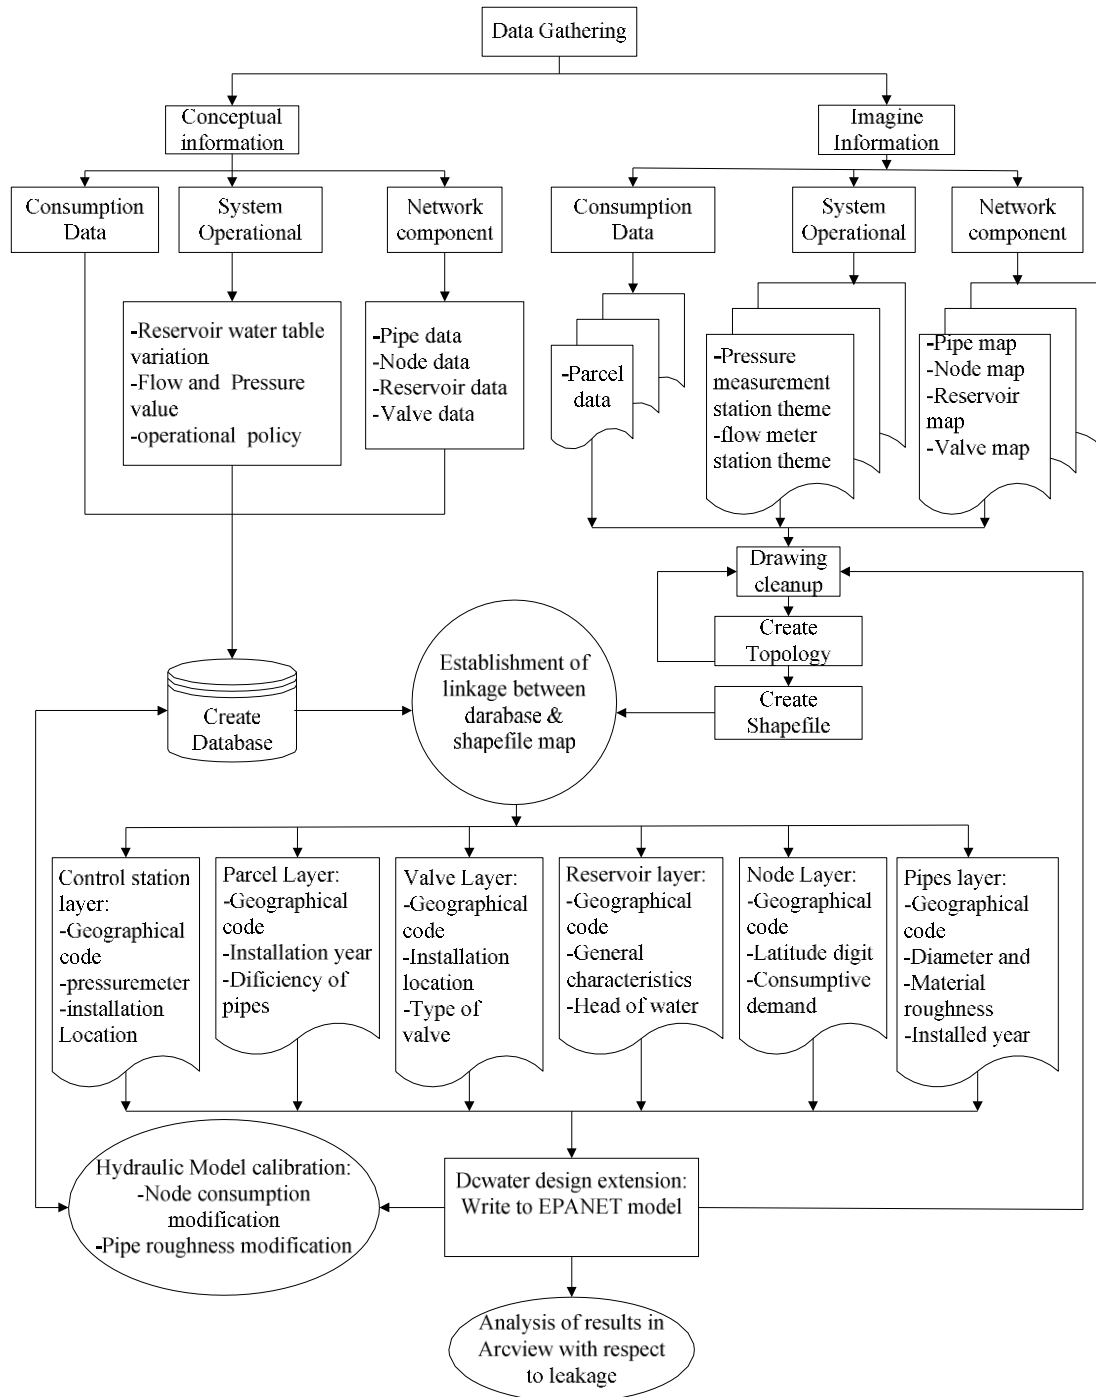 Data Gathering
Conceptual
information
Imagine
Information
Consumption
Data
System
Operational
Network
component
Consumption
Data
System
Operational
Network
component
-Reservoir water table
variation
-Flow and Pressure
value
-operational policy
-Pipe data
-Node data
-Reservoir data
-Valve data
-Parcel
data
-Pressure
measurement
station theme
-flow meter
station theme
-Pipe map
-Node map
-Reservoir
map
-Valve map
Drawing
cleanup
Create
Topology
Create
Shapefile
Create
Database
Establishment of
linkage between
darabase &
shapefile map
Control station
layer:
-Geographical
code
-pressuremeter
-installation
Location
Parcel Layer:
-Geographical
code
-Installation year
-Dificiency of
pipes
Valve Layer:
-Geographical
code
-Installation
location
-Type of
valve
Reservoir layer:
-Geographical
code
-General
characteristics
-Head of water
Node Layer:
-Geographical
code
-Latitude digit
-Consumptive
demand
Pipes layer:
-Geographical
code
-Diameter and
-Material
roughness
-Installed year
Hydraulic Model calibration:
-Node consumption
modification
-Pipe roughness modification
Dcwater design extension:
Write to EPANET model
Analysis of results in
Arcview with respect
to leakage